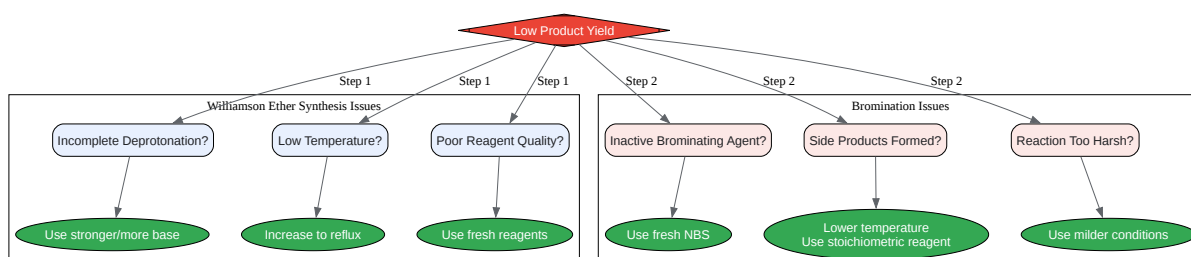 Low Product Yield
Step 1
Step 1
Step 1
Step 2
Step 2
Step 2
Williamson Ether Synthesis Issues
Bromination Issues
Incomplete Deprotonation?
Low Temperature?
Poor Reagent Quality?
Inactive Brominating Agent?
Side Products Formed?
Reaction Too Harsh?
Use stronger/more base
Increase to reflux
Use fresh reagents
Use fresh NBS
Lower temperature
Use stoichiometric reagent
Use milder conditions